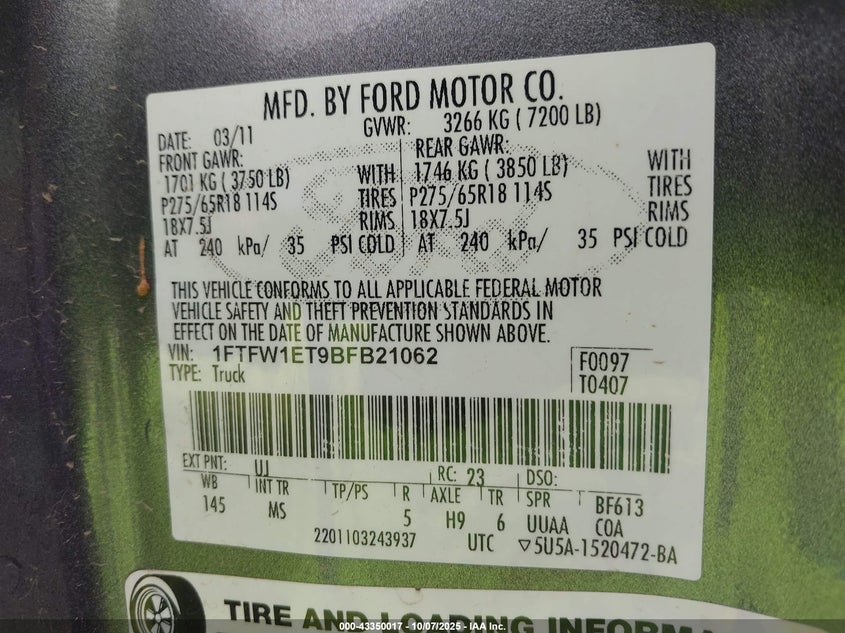 MFD. BY FORD MOTOR CO.
DATE: 03/11 GVWR: 3266 KG ( 7200 LB)
FRONT GAWR: REAR GAWR:
1701 KG ( 3750 LB) WITH 1746 KG ( 3850 LB) WITH
P275/65R18 114S TIRES P275/65R18 114S TIRES
18X7.5J RIMS 18X7.5J RIMS
AT 240 kPa/ 35 PSI COLD AT 240 kPa/ 35 PSI COLD
THIS VEHICLE CONFORMS TO ALL APPLICABLE FEDERAL MOTOR
VEHICLE SAFETY AND THEFT PREVENTION STANDARDS IN
EFFECT ON THE DATE OF MANUFACTURE SHOWN ABOVE.
VIN: 1FTFW1ET9BFB21062 F0097
TYPE: Truck T0407
EXT PNT: UJ RC: 23 DSO:
WB INT TR TP/PS R AXLE TR SPR BF613
145 MS 5 H9 6 UUAA COA
2201103243937 UTC ▽5U5A-1520472-BA
TIRE AND LOADING INFORMA
000-43350017 - 10/07/2025 - © IAA Inc.